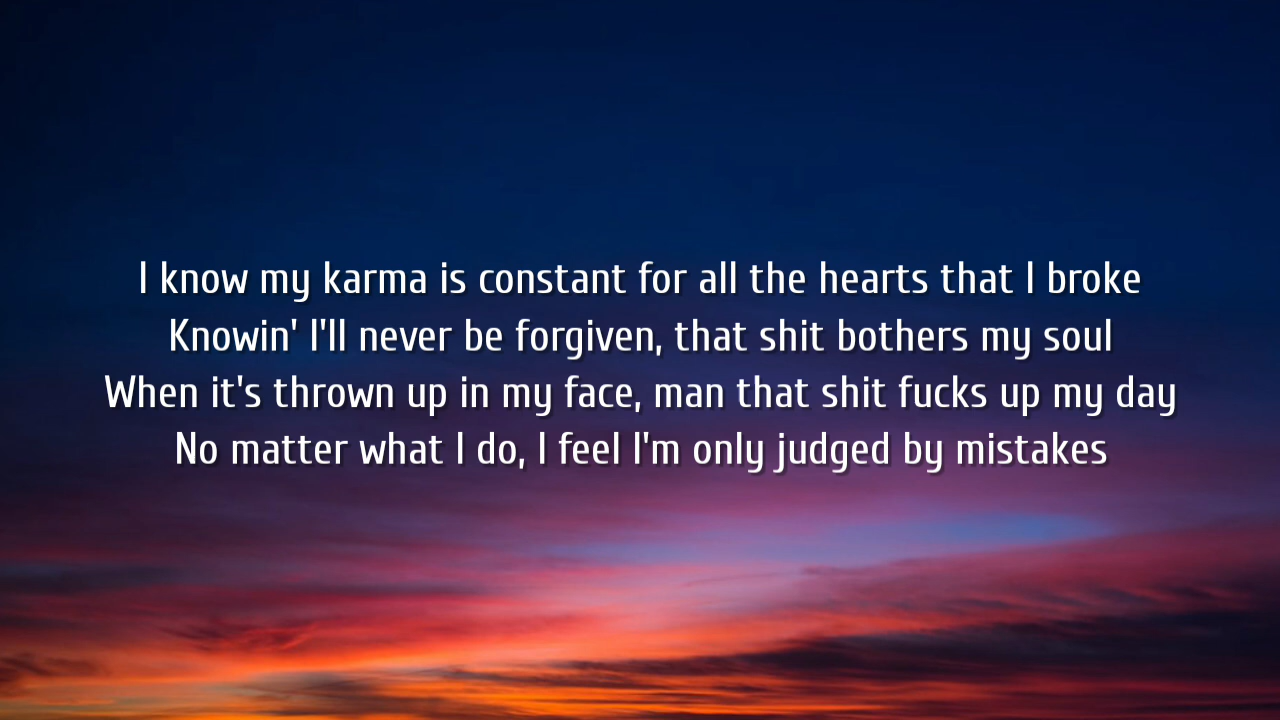 I know my karma is constant for all the hearts that I broke
Knowin' I'll never be forgiven, that shit bothers my soul
When it's thrown up in my face, man that shit fucks up my day
No matter what I do, I feel I'm only judged by mistakes